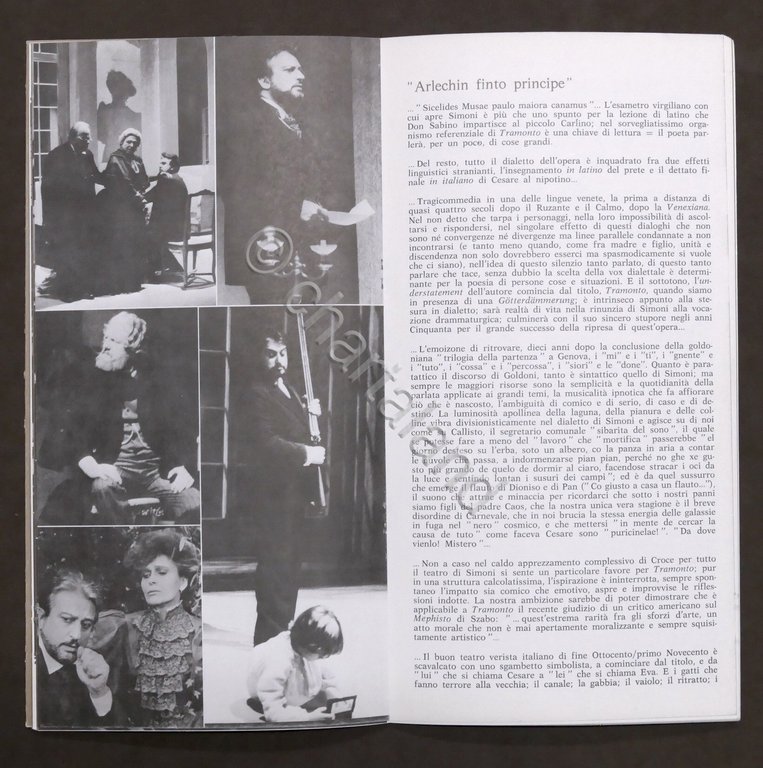 "Arlechin finto principe"
..."Sicelides Musae paulo maiora canamus"... L'esametro virgiliano con
cui apre Simoni è più che uno spunto per la lezione di latino che
Don Sabino impartisce al piccolo Carlino; nel sorvegliatissimo orga-
nismo referenziale di Tramonto è una chiave di lettura = il poeta par-
lerà, per un poco, di cose grandi.
...Del resto, tutto il dialetto dell'opera è inquadrato fra due effetti
linguistici stranianti, l'insegnamento in latino del prete e il dettato fi-
nale in italiano di Cesare al nipotino...
...Tragicommedia in una delle lingue venete, la prima a distanza di
quasi quattro secoli dopo il Ruzante e il Calmo, dopo la Venexiana.
Nel non detto che tarpa i personaggi, nella loro impossibilità di ascol-
tarsi e rispondersi, nel singolare effetto di questi dialoghi che non
sono né convergenze né divergenze ma linee parallele condannate a non
incontrarsi (e tanto meno quando, come fra madre e figlio, unità e
discendenza non solo dovrebbero esserci ma spasmodicamente si vuole
che ci siano), nell'idea di questo silenzio tanto parlato, di questo tanto
parlare che tace, senza dubbio la scelta della vox dialettale è determi-
nante per la poesia di persone cose e situazioni. E il sottotono, l'un-
derstatement dell'autore comincia dal titolo, Tramonto, quando siamo
in presenza di una Götterdämmerung; è intrinseco appunto alla ste-
sura in dialetto; sarà realtà di vita nella rinunzia di Simoni alla voca-
zione drammaturgica; culminerà con il suo sincero stupore negli anni
Cinquanta per il grande successo della ripresa di quest'opera...
...L'emoizone di ritrovare, dieci anni dopo la conclusione della goldo-
niana "trilogia della partenza" a Genova, i "mi" e i "ti", i "gnente" e
i "tuto", i "cossa" e i "percossa", i "siori" e le "done". Quanto è para-
tattico il discorso di Goldoni, tanto è sintattico quello di Simoni; ma
sempre le maggiori risorse sono la semplicità e la quotidianità della
parlata applicate ai grandi temi, la musicalità ipnotica che fa affiorare
ciò che è nascosto, l'ambiguità di comico e di serio, di caso e di de-
stino. La luminosità apollinea della laguna, della pianura e delle col-
line vibra divisionisticamente nel dialetto di Simoni e agisce su di noi
come su Callisto, il segretario comunale "sibarita del sono", il quale
potesse fare a meno del "lavoro" che "mortifica" passerebbe "el
so su l'erba, soto un albero, co la panza in aria a contar
le nuvole che passa, a indormenzarse pian pian, perché no ghe xe gu
sto de quelo de dormir al ciaro, facendose stracar i oci da
la luce ontan i susuri dei campi"; ed è da quel sussurro
che emerge di Dioniso e di Pan ("Co giusto a casa un flauto..."),
il suono che e minaccia per ricordarci che sotto i nostri panni
siamo figli del padre Caos, che la nostra unica vera stagione è il breve
disordine di Carnevale, che in noi brucia la stessa energia delle galassie
in fuga nel "nero" cosmico, e che mettersi "in mente de cercar la
causa de tuto" come faceva Cesare sono "puricinelae". "Da dove
vienlo! Mistero"...
...Non a caso nel caldo apprezzamento complessivo di Croce per tutto
il teatro di Simoni si sente un particolare favore per Tramonto; pur
in una struttura calcolatissima, l'ispirazione è ininterrotta, sempre spon-
taneo l'impatto sia comico che emotivo, aspre e improvvise le rifles-
sioni indotte. La nostra ambizione sarebbe di poter dimostrare che è
applicabile a Tramonto il recente giudizio di un critico americano sul
Mephisto di Szabo: "...quest'estrema rarità fra gli sforzi d'arte, un
atto morale che non è mai apertamente moralizzante e sempre squisi-
tamente artistico"...
...Il buon teatro verista italiano di fine Ottocento/primo Novecento è
scavalcato con uno sgambetto simbolista, a cominciare dal titolo, e da
"lui" che si chiama Cesare a "lei" che si chiama Eva. E i gatti che
fanno terrore alla vecchia; il canale; la gabbia; il vaiolo; il ritratto; i
© chartaland